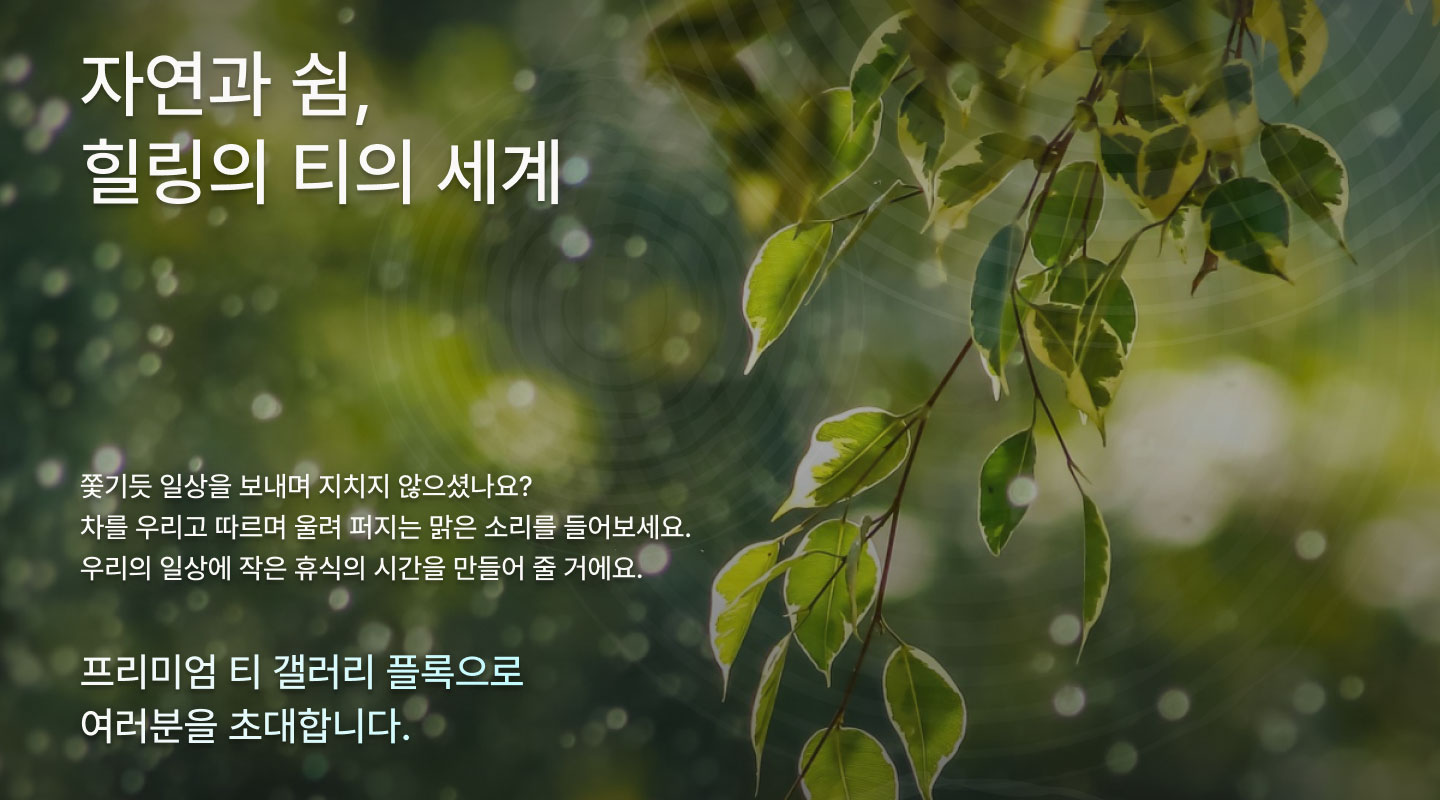 자연과 쉼,
힐링의 티의 세계
쫓기듯 일상을 보내며 지치지 않으셨나요?
차를 우리고 따르며 울려 퍼지는 맑은 소리를 들어보세요.
우리의 일상에 작은 휴식의 시간을 만들어 줄 거에요.
프리미엄 티 갤러리 플록으로
여러분을 초대합니다.